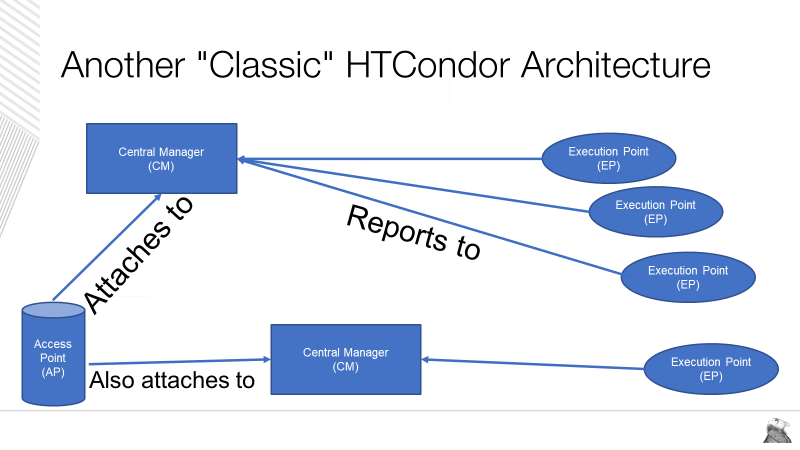 Another "Classic" HTCondor Architecture
Central Manager
(CM)
Execution Point
(EP)
Execution Point
(EP)
Attaches to
Reports to
Execution Point
(EP)
Access
Point
(AP)
Central Manager
(CM)
Execution Point
(EP)
Also attaches to